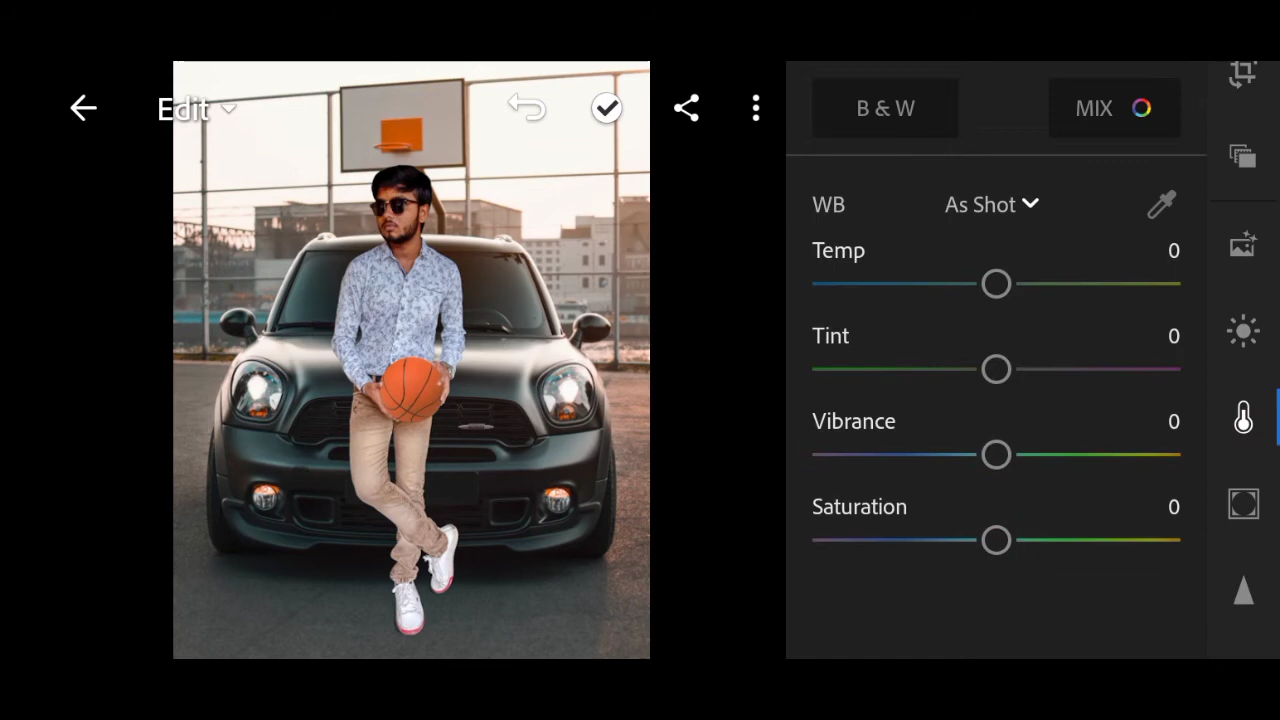 Edit
B & W
MIX
WB
As Shot
Temp
0
Tint
0
Vibrance
0
Saturation
0